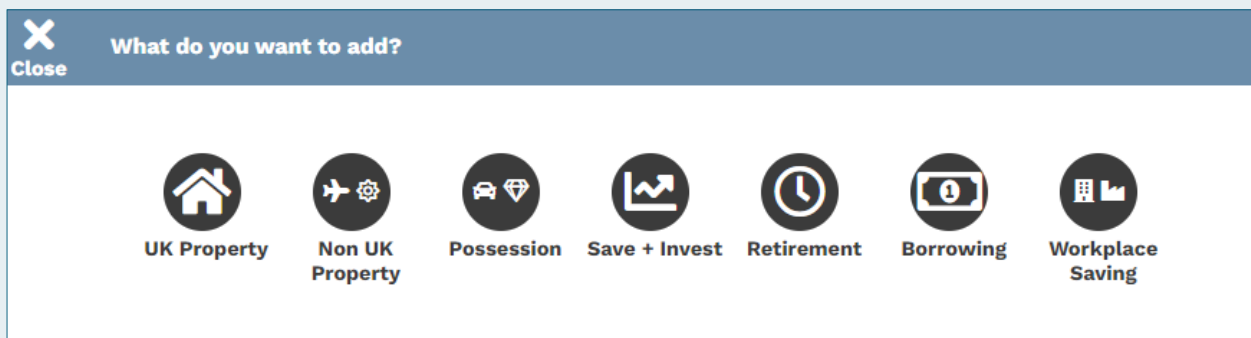 What do you want to add?
Close
UK Property
Non UK
Property
Possession
Save + Invest
Retirement
1
Borrowing
Workplace
Saving